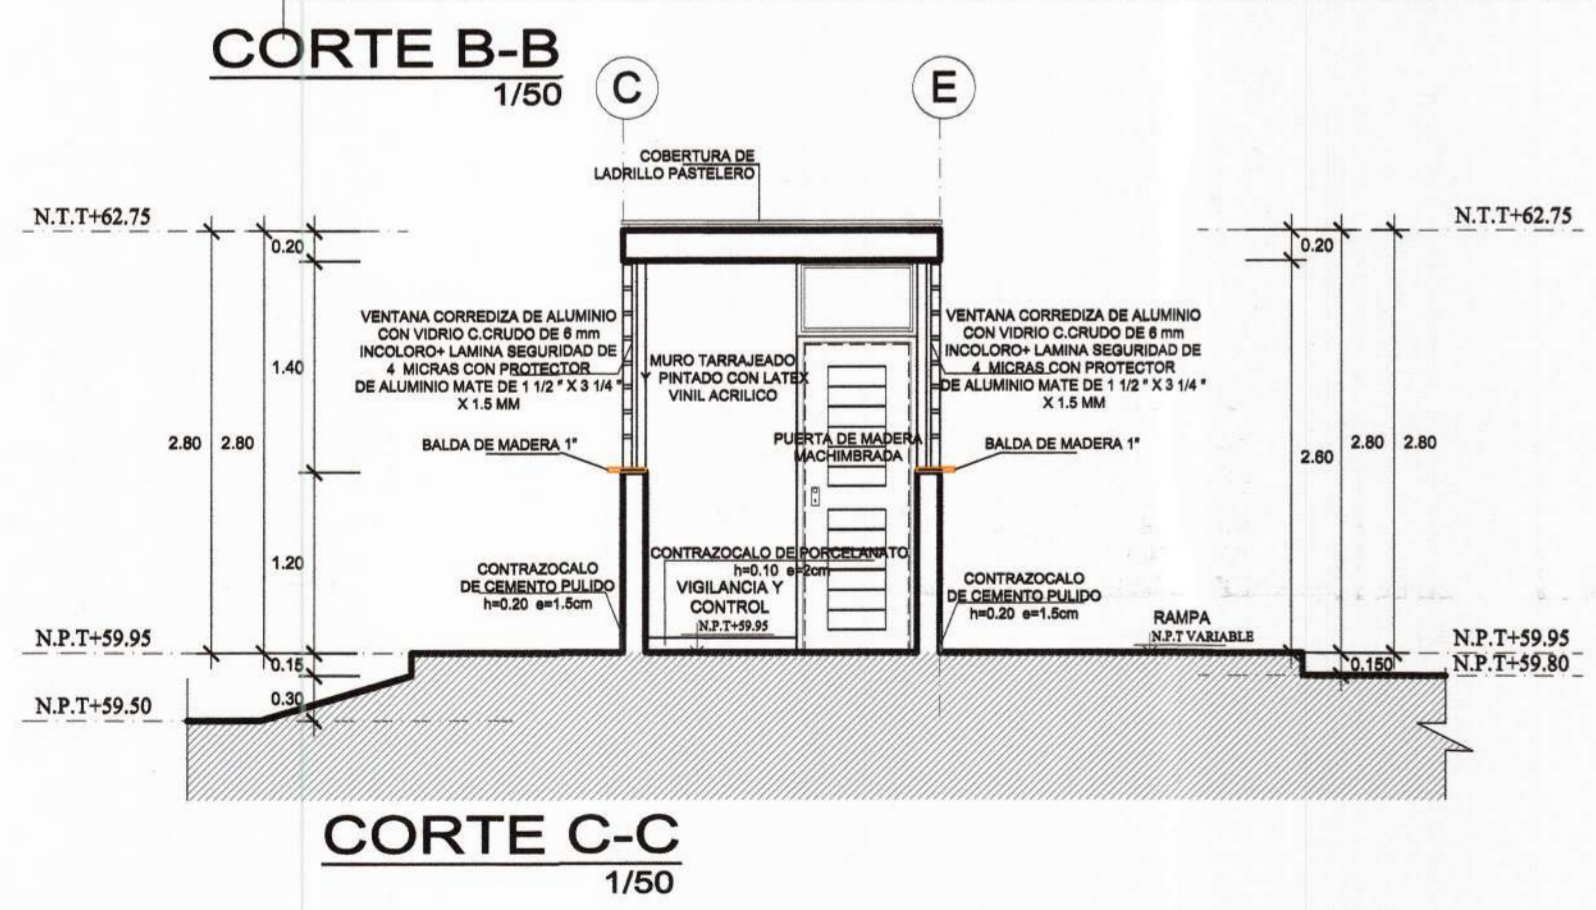 CORTE B-B
1/50
C
E
COBERTURA DE
LADRILLO PASTELERO
N.T.T+62.75
N.T.T+62.75
0.20
0.20
VENTANA CORREDIZA DE ALUMINIO
CON VIDRIO C.CRUDO DE 6 mm
INCOLORO+ LAMINA SEGURIDAD DE
4 MICRAS CON PROTECTOR
DE ALUMINIO MATE DE 1 1/2 " X 3 1/4 "
X 1.5 MM
VENTANA CORREDIZA DE ALUMINIO
CON VIDRIO C.CRUDO DE 6 mm
INCOLORO+ LAMINA SEGURIDAD DE
4 MICRAS CON PROTECTOR
DE ALUMINIO MATE DE 1 1/2 " X 3 1/4 "
X 1.5 MM
1.40
MURO TARRAJEADO
Y PINTADO CON LATEX
VINIL ACRILICO
2.80
2.80
BALDA DE MADERA 1"
PUERTA DE MADERA
MACHIMBRADA
BALDA DE MADERA 1"
2.60
2.80
2.80
1.20
CONTRAZOCALO
DE CEMENTO PULIDO
h=0.20 e=1.5cm
CONTRAZOCALO DE PORCELANATO
h=0.10 e=2cm
VIGILANCIA Y
CONTROL
N.P.T+59.95
CONTRAZOCALO
DE CEMENTO PULIDO
h=0.20 e=1.5cm
RAMPA
N.P.T VARIABLE
N.P.T+59.95
N.P.T+59.95
0.15
0.150
N.P.T+59.80
0.30
N.P.T+59.50
CORTE C-C
1/50